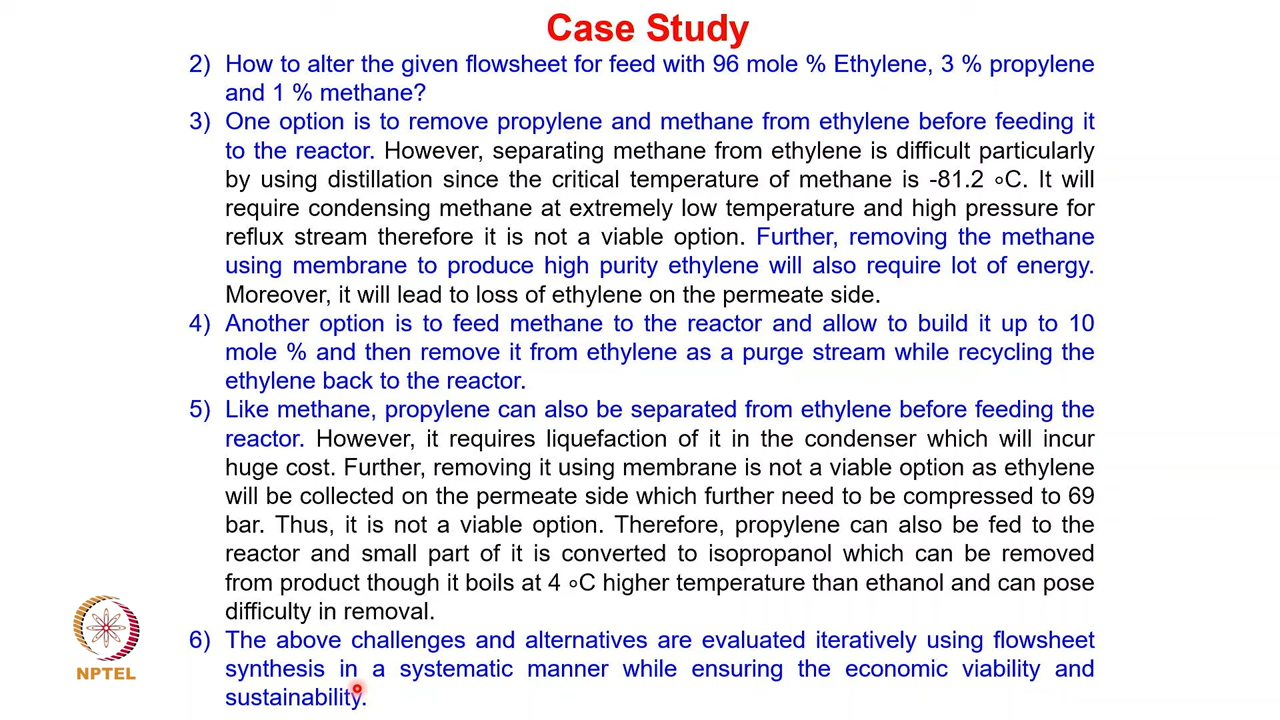 Case Study
2) How to alter the given flowsheet for feed with 96 mole % Ethylene, 3 % propylene
and 1 % methane?
3) One option is to remove propylene and methane from ethylene before feeding it
to the reactor. However, separating methane from ethylene is difficult particularly
by using distillation since the critical temperature of methane is -81.2 ∘C. It will
require condensing methane at extremely low temperature and high pressure for
reflux stream therefore it is not a viable option. Further, removing the methane
using membrane to produce high purity ethylene will also require lot of energy.
Moreover, it will lead to loss of ethylene on the permeate side.
4) Another option is to feed methane to the reactor and allow to build it up to 10
mole % and then remove it from ethylene as a purge stream while recycling the
ethylene back to the reactor.
5) Like methane, propylene can also be separated from ethylene before feeding the
reactor. However, it requires liquefaction of it in the condenser which will incur
huge cost. Further, removing it using membrane is not a viable option as ethylene
will be collected on the permeate side which further need to be compressed to 69
bar. Thus, it is not a viable option. Therefore, propylene can also be fed to the
reactor and small part of it is converted to isopropanol which can be removed
from product though it boils at 4 ∘C higher temperature than ethanol and can pose
difficulty in removal.
6) The above challenges and alternatives are evaluated iteratively using flowsheet
synthesis in a systematic manner while ensuring the economic viability and
sustainability.
NPTEL